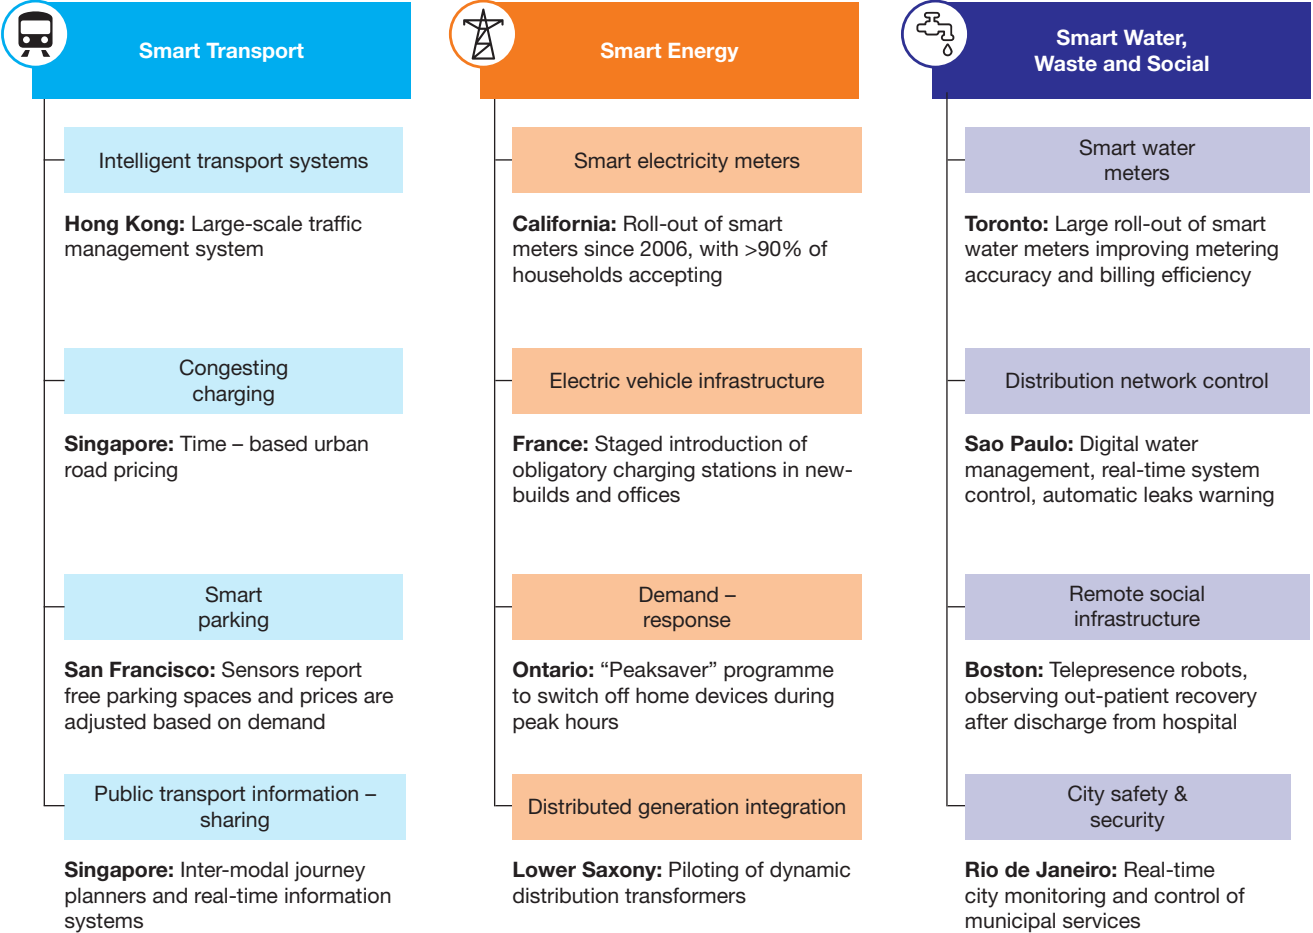 Smart Transport
Intelligent transport systems
Hong Kong: Large-scale traffic
management system
Congesting
charging
Singapore: Time – based urban
road pricing
Smart
parking
San Francisco: Sensors report
free parking spaces and prices are
adjusted based on demand
Public transport information –
sharing
Singapore: Inter-modal journey
planners and real-time information
systems
Smart Energy
Smart electricity meters
California: Roll-out of smart
meters since 2006, with >90% of
households accepting
Electric vehicle infrastructure
France: Staged introduction of
obligatory charging stations in new-
builds and offices
Demand –
response
Ontario: “Peaksaver” programme
to switch off home devices during
peak hours
Distributed generation integration
Lower Saxony: Piloting of dynamic
distribution transformers
Smart Water,
Waste and Social
Smart water
meters
Toronto: Large roll-out of smart
water meters improving metering
accuracy and billing efficiency
Distribution network control
Sao Paulo: Digital water
management, real-time system
control, automatic leaks warning
Remote social
infrastructure
Boston: Telepresence robots,
observing out-patient recovery
after discharge from hospital
City safety &
security
Rio de Janeiro: Real-time
city monitoring and control of
municipal services